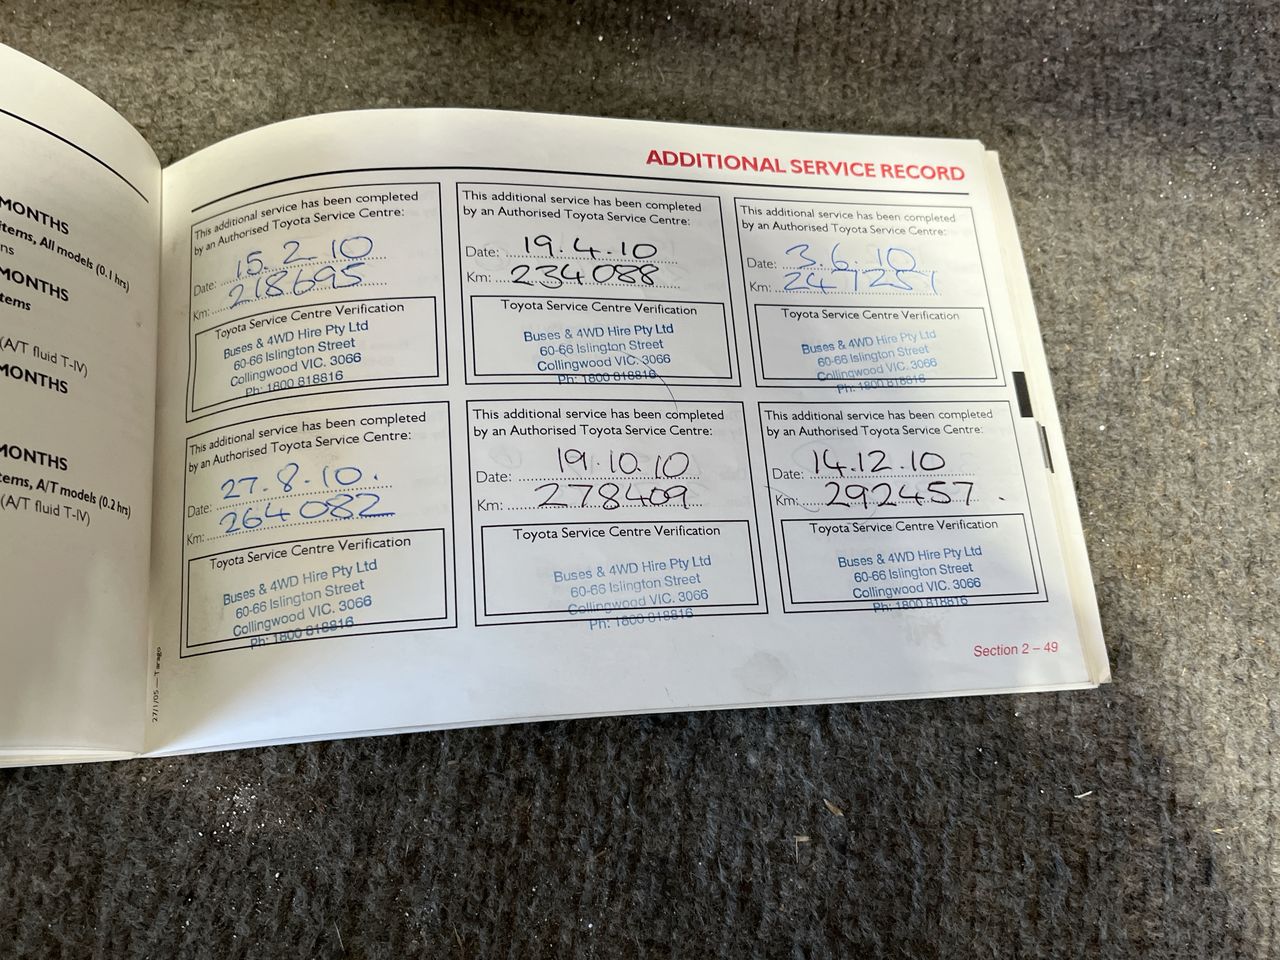 MONTHS
items, All models (0.1 hrs)
ns
MONTHS
tems
(A/T fluid T-IV)
MONTHS
MONTHS
tems, A/T models (0.2 hrs)
(A/T fluid T-IV)
27/1/05 — Tarago
ADDITIONAL SERVICE RECORD
This additional service has been completed
by an Authorised Toyota Service Centre:
Date: 15.2.10
Km: 218695
Toyota Service Centre Verification
Buses & 4WD Hire Pty Ltd
60-66 Islington Street
Collingwood VIC. 3066
Ph: 1800 818816
This additional service has been completed
by an Authorised Toyota Service Centre:
Date: 19.4.10
Km: 234088
Toyota Service Centre Verification
Buses & 4WD Hire Pty Ltd
60-66 Islington Street
Collingwood VIC. 3066
Ph: 1800 818816
This additional service has been completed
by an Authorised Toyota Service Centre:
Date: 3.6.10
Km: 247251
Toyota Service Centre Verification
Buses & 4WD Hire Pty Ltd
60-66 Islington Street
Collingwood VIC. 3066
Ph: 1800 818816
This additional service has been completed
by an Authorised Toyota Service Centre:
Date: 27.8.10.
Km: 264082
Toyota Service Centre Verification
Buses & 4WD Hire Pty Ltd
60-66 Islington Street
Collingwood VIC. 3066
Ph: 1800 818816
This additional service has been completed
by an Authorised Toyota Service Centre:
Date: 19.10.10
Km: 278409
Toyota Service Centre Verification
Buses & 4WD Hire Pty Ltd
60-66 Islington Street
Collingwood VIC. 3066
Ph: 1800 818816
This additional service has been completed
by an Authorised Toyota Service Centre:
Date: 14.12.10
Km: 292457.
Toyota Service Centre Verification
Buses & 4WD Hire Pty Ltd
60-66 Islington Street
Collingwood VIC. 3066
Ph: 1800 818816
Section 2 – 49